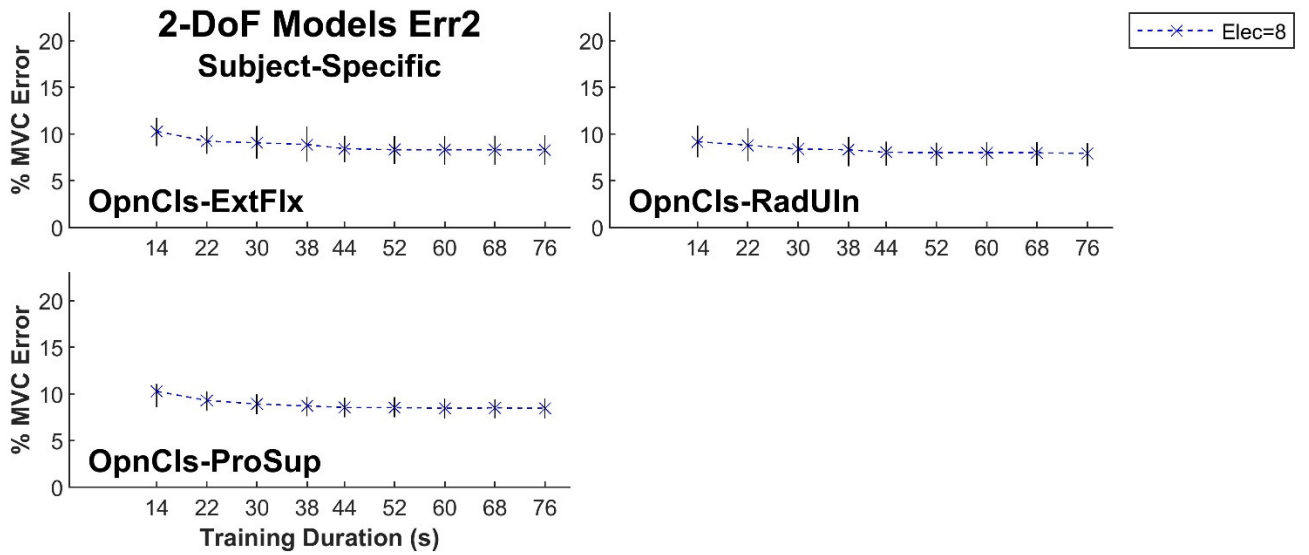 2-DoF Models Err2
Subject-Specific
Elec=8
% MVC Error
20
15
10
5
0
OpnCls-ExtFlx
14 22 30 38 44 52 60 68 76
20
15
10
5
0
OpnCls-RadUln
14 22 30 38 44 52 60 68 76
% MVC Error
20
15
10
5
0
OpnCls-ProSup
14 22 30 38 44 52 60 68 76
Training Duration (s)